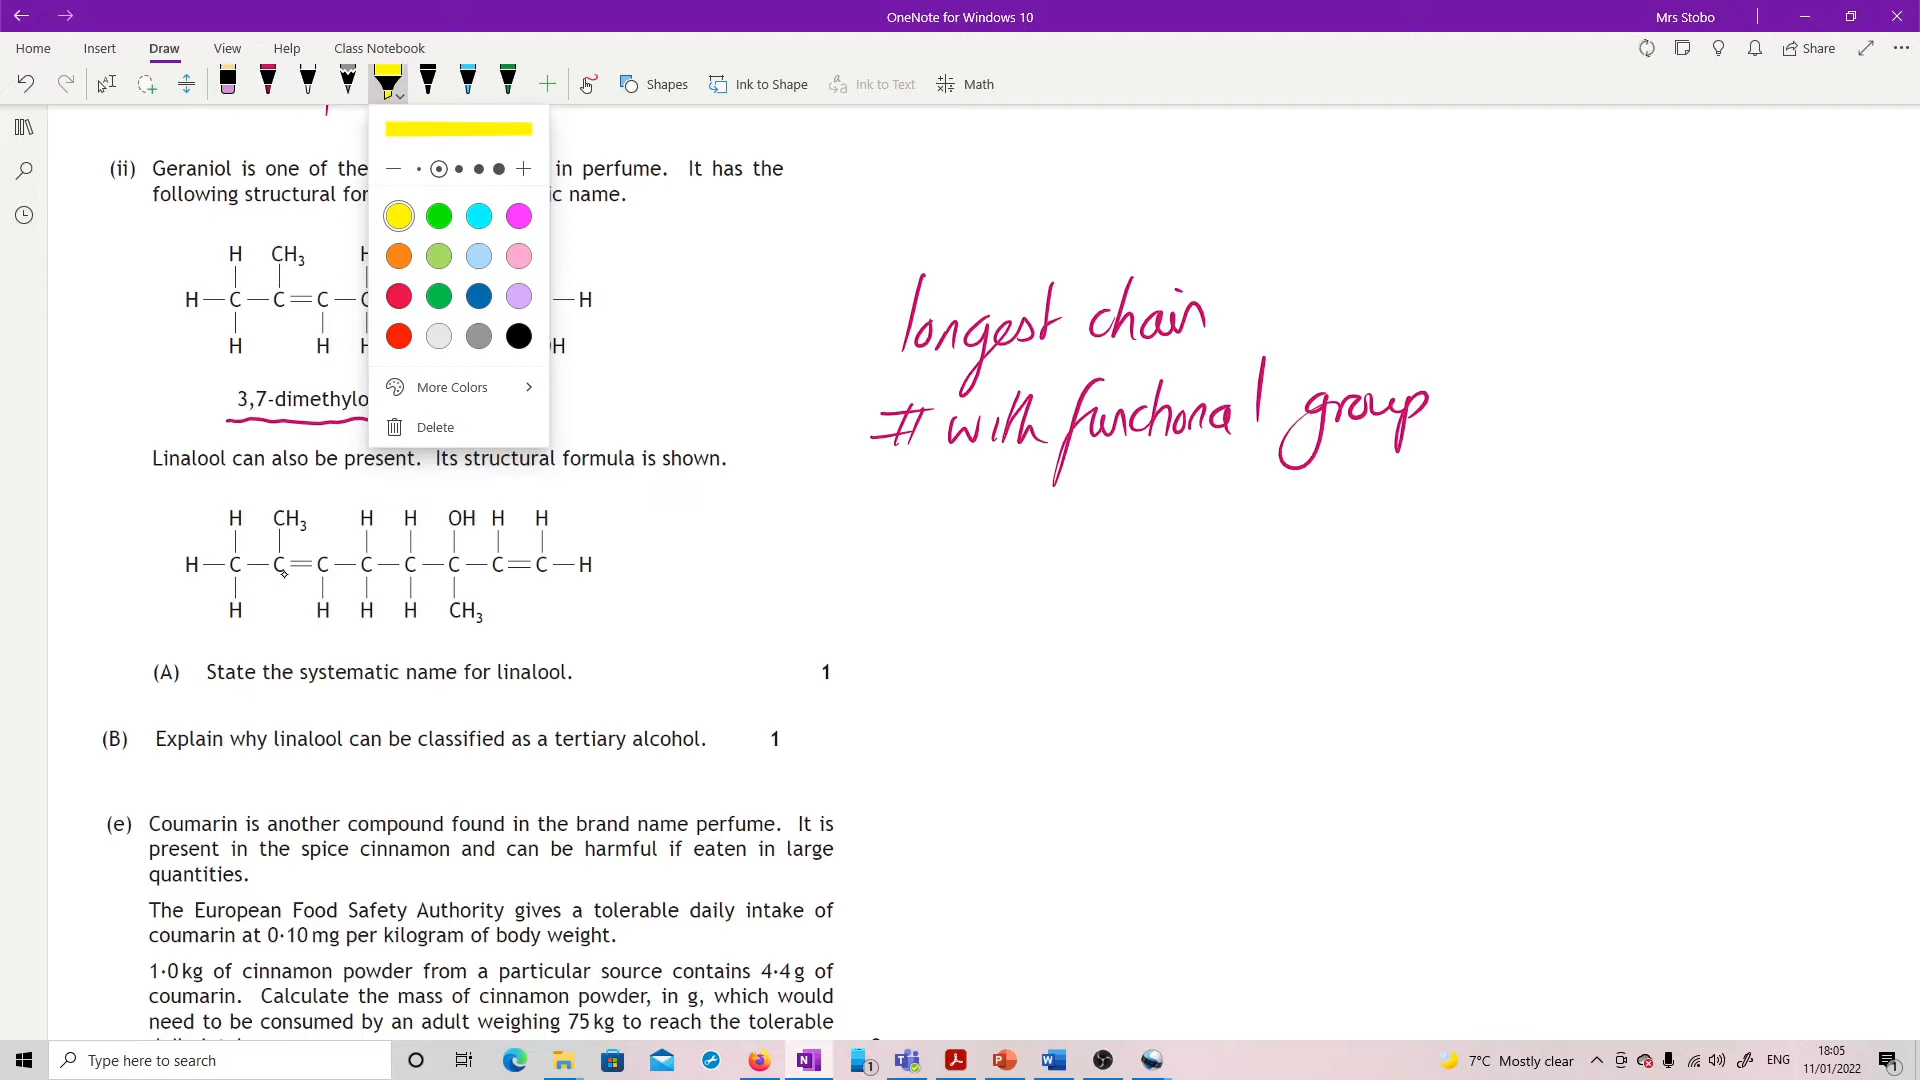 OneNote for Windows 10
Mrs Stobo
Home Insert Draw View Help Class Notebook
Share
Shapes Ink to Shape Ink to Text Math
(ii) Geraniol is one of the in perfume. It has the
following structural for ic name.
H CH3 H
H C C C C H
H H H OH
3,7-dimethylo
More Colors
Delete
longest chain
# with functional group
Linalool can also be present. Its structural formula is shown.
H CH3 H H OH H H
H C C C C C C C C H
H H H H CH3
(A) State the systematic name for linalool. 1
(B) Explain why linalool can be classified as a tertiary alcohol. 1
(e) Coumarin is another compound found in the brand name perfume. It is
present in the spice cinnamon and can be harmful if eaten in large
quantities.
The European Food Safety Authority gives a tolerable daily intake of
coumarin at 0·10 mg per kilogram of body weight.
1·0 kg of cinnamon powder from a particular source contains 4·4 g of
coumarin. Calculate the mass of cinnamon powder, in g, which would
need to be consumed by an adult weighing 75 kg to reach the tolerable
Type here to search
7°C Mostly clear
ENG
18:05
11/01/2022